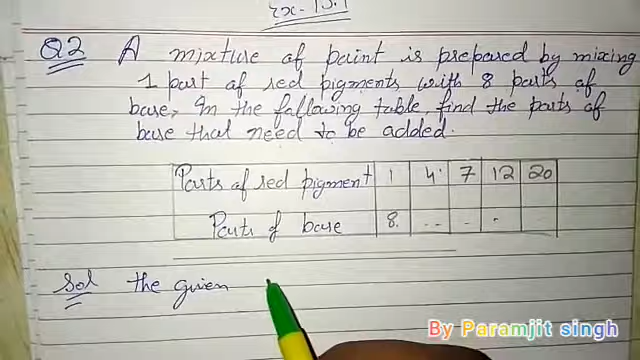 Ex - 13.1
Q2 A mixture of paint is prepared by mixing
1 part of red pigments with 8 parts of
base, In the following table find the parts of
base that need to be added.
Parts of red pigment 1 4 7 12 20
Parts of base 8 .. . .
Sol the given
By Paramjit singh